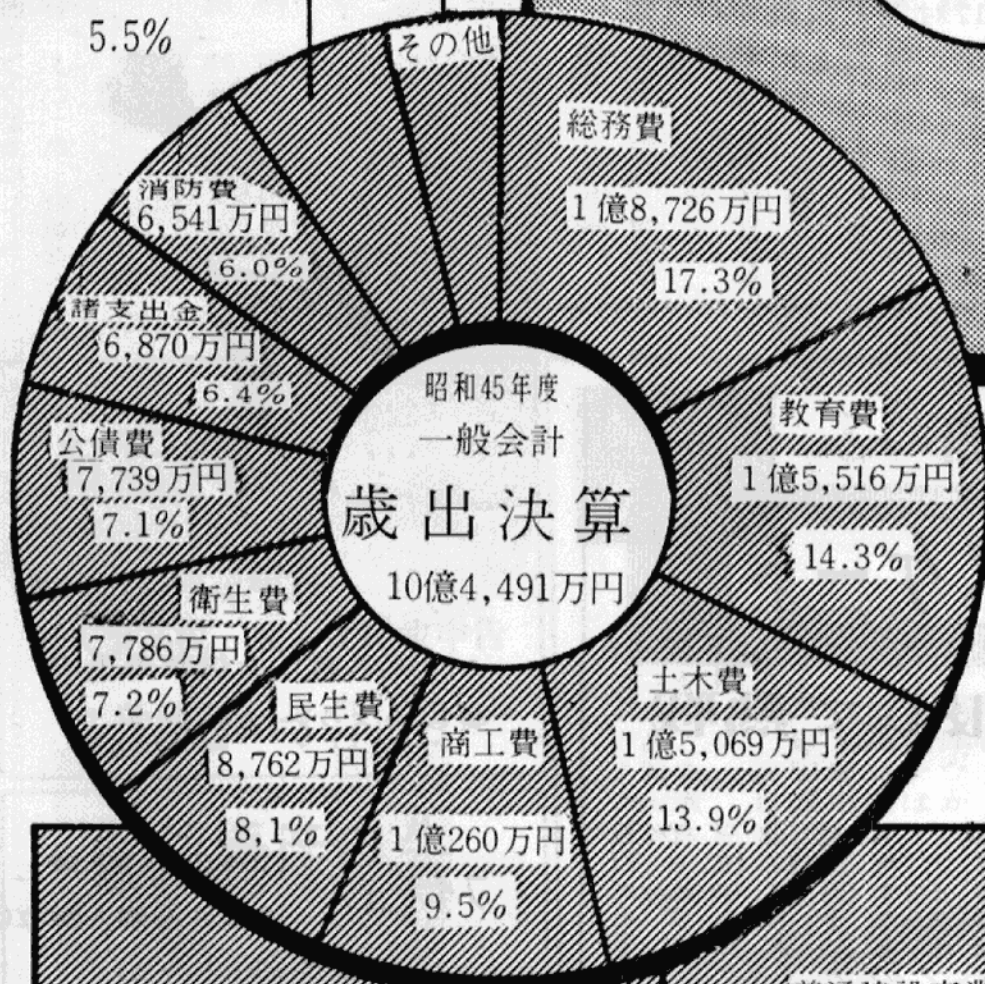 5.5%
その他
総務費
1億8,726万円
17.3%
教育費
1億5,516万円
14.3%
土木費
1億5,069万円
13.9%
商工費
1億260万円
9.5%
民生費
8,762万円
8,1%
衛生費
7,786万円
7.2%
公債費
7,739万円
7.1%
諸支出金
6,870万円
6.4%
消防費
6,541万円
6.0%
昭和45年度
一般会計
歳出決算
10億4,491万円